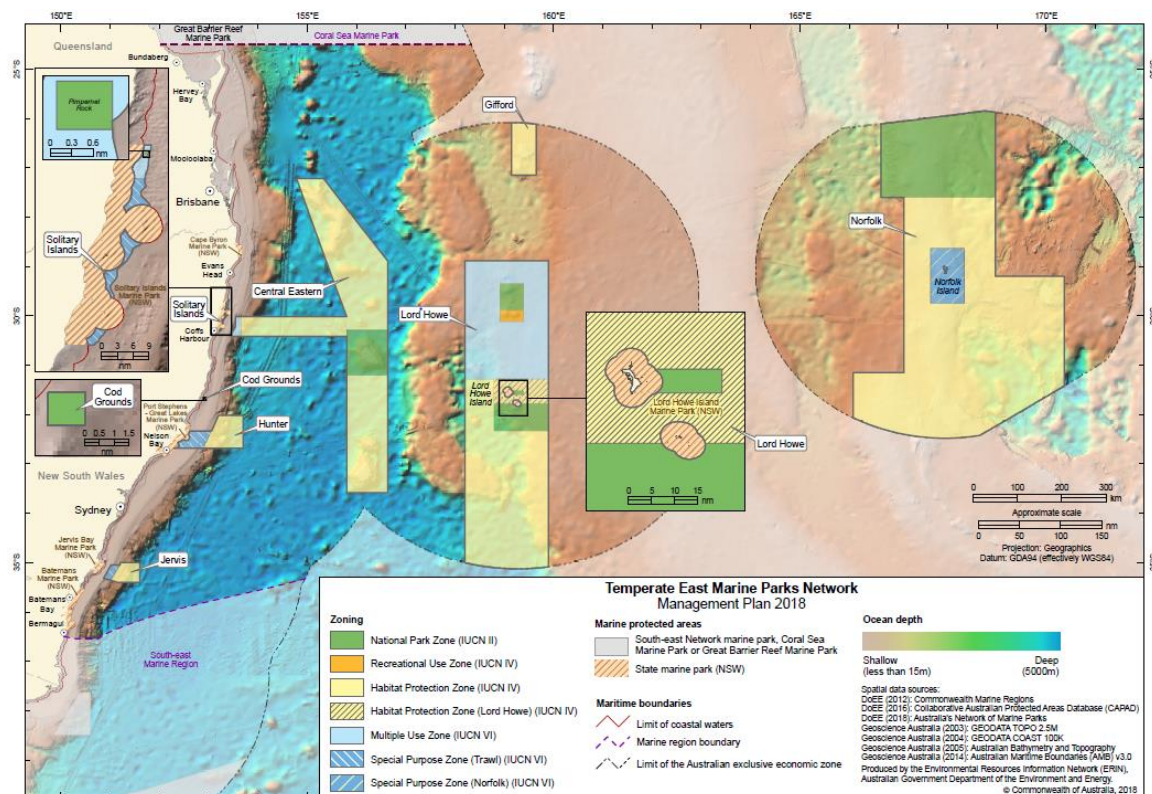 150°E
155°E
160°E
165°E
170°E
Great Barrier Reef
Marine Park
Coral Sea Marine Park
Queensland
Bundaberg
25°S
Hervey
Bay
Pimpernel
Rock
0 0.3 0.6
nm
Mooloolaba
Brisbane
Gifford
Norfolk
Norfolk
Island
Solitary
Islands
Cape Byron
Marine Park
(NSW)
Evans
Head
Solitary Islands
Marine Park
(NSW)
0 3 6 9
nm
Solitary
Islands
Coffs
Harbour
Central Eastern
Lord Howe
30°S
Lord
Howe
Island
Lord Howe Island
Marine Park (NSW)
Lord Howe
0 5 10 15
nm
Cod
Grounds
0 0.5 1 1.5
nm
Cod Grounds
Port Stephens
- Great Lakes
Marine Park
(NSW)
Nelson
Bay
Hunter
New South Wales
Sydney
Jervis Bay
Marine Park
(NSW)
Jervis
Batemans
Marine Park
(NSW)
Batemans
Bay
Bermagui
South-east
Marine Region
0 100 200 300
km
Approximate scale
0 50 100 150
nm
Projection: Geographics
Datum: GDA94 (effectively WGS84)
Temperate East Marine Parks Network
Management Plan 2018
Zoning
National Park Zone (IUCN II)
Recreational Use Zone (IUCN IV)
Habitat Protection Zone (IUCN IV)
Habitat Protection Zone (Lord Howe) (IUCN IV)
Multiple Use Zone (IUCN VI)
Special Purpose Zone (Trawl) (IUCN VI)
Special Purpose Zone (Norfolk) (IUCN VI)
Marine protected areas
South-east Network marine park, Coral Sea
Marine Park or Great Barrier Reef Marine Park
State marine park (NSW)
Maritime boundaries
Limit of coastal waters
Marine region boundary
Limit of the Australian exclusive economic zone
Ocean depth
Shallow
(less than 15m)
Deep
(5000m)
Spatial data sources:
DoEE (2012): Commonwealth Marine Regions
DoEE (2016): Collaborative Australian Protected Areas Database (CAPAD)
DoEE (2018): Australia's Network of Marine Parks
Geoscience Australia (2003): GEODATA TOPO 2.5M
Geoscience Australia (2004): GEODATA COAST 100K
Geoscience Australia (2005): Australian Bathymetry and Topography
Geoscience Australia (2014): Australian Maritime Boundaries (AMB) v3.0
Produced by the Environmental Resources Information Network (ERIN),
Australian Government Department of the Environment and Energy.
© Commonwealth of Australia, 2018